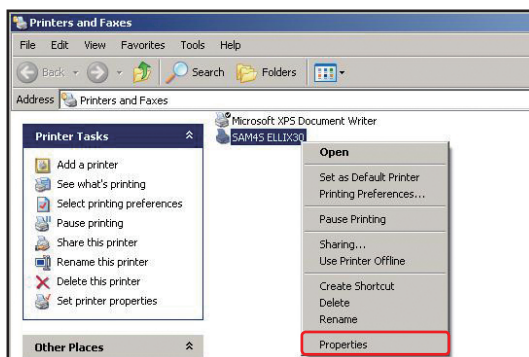 Printers and Faxes
File Edit View Favorites Tools Help
Back Search Folders
Address Printers and Faxes
Printer Tasks
Add a printer
See what's printing
Select printing preferences
Pause printing
Share this printer
Rename this printer
Delete this printer
Set printer properties
Other Places
Microsoft XPS Document Writer
SAM4S ELLIX30
Open
Set as Default Printer
Printing Preferences...
Pause Printing
Sharing...
Use Printer Offline
Create Shortcut
Delete
Rename
Properties